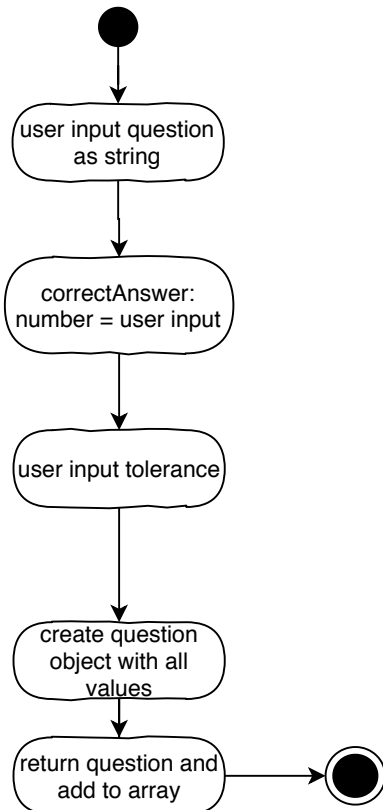 user input question
as string
correctAnswer:
number = user input
user input tolerance
create question
object with all
values
return question and
add to array